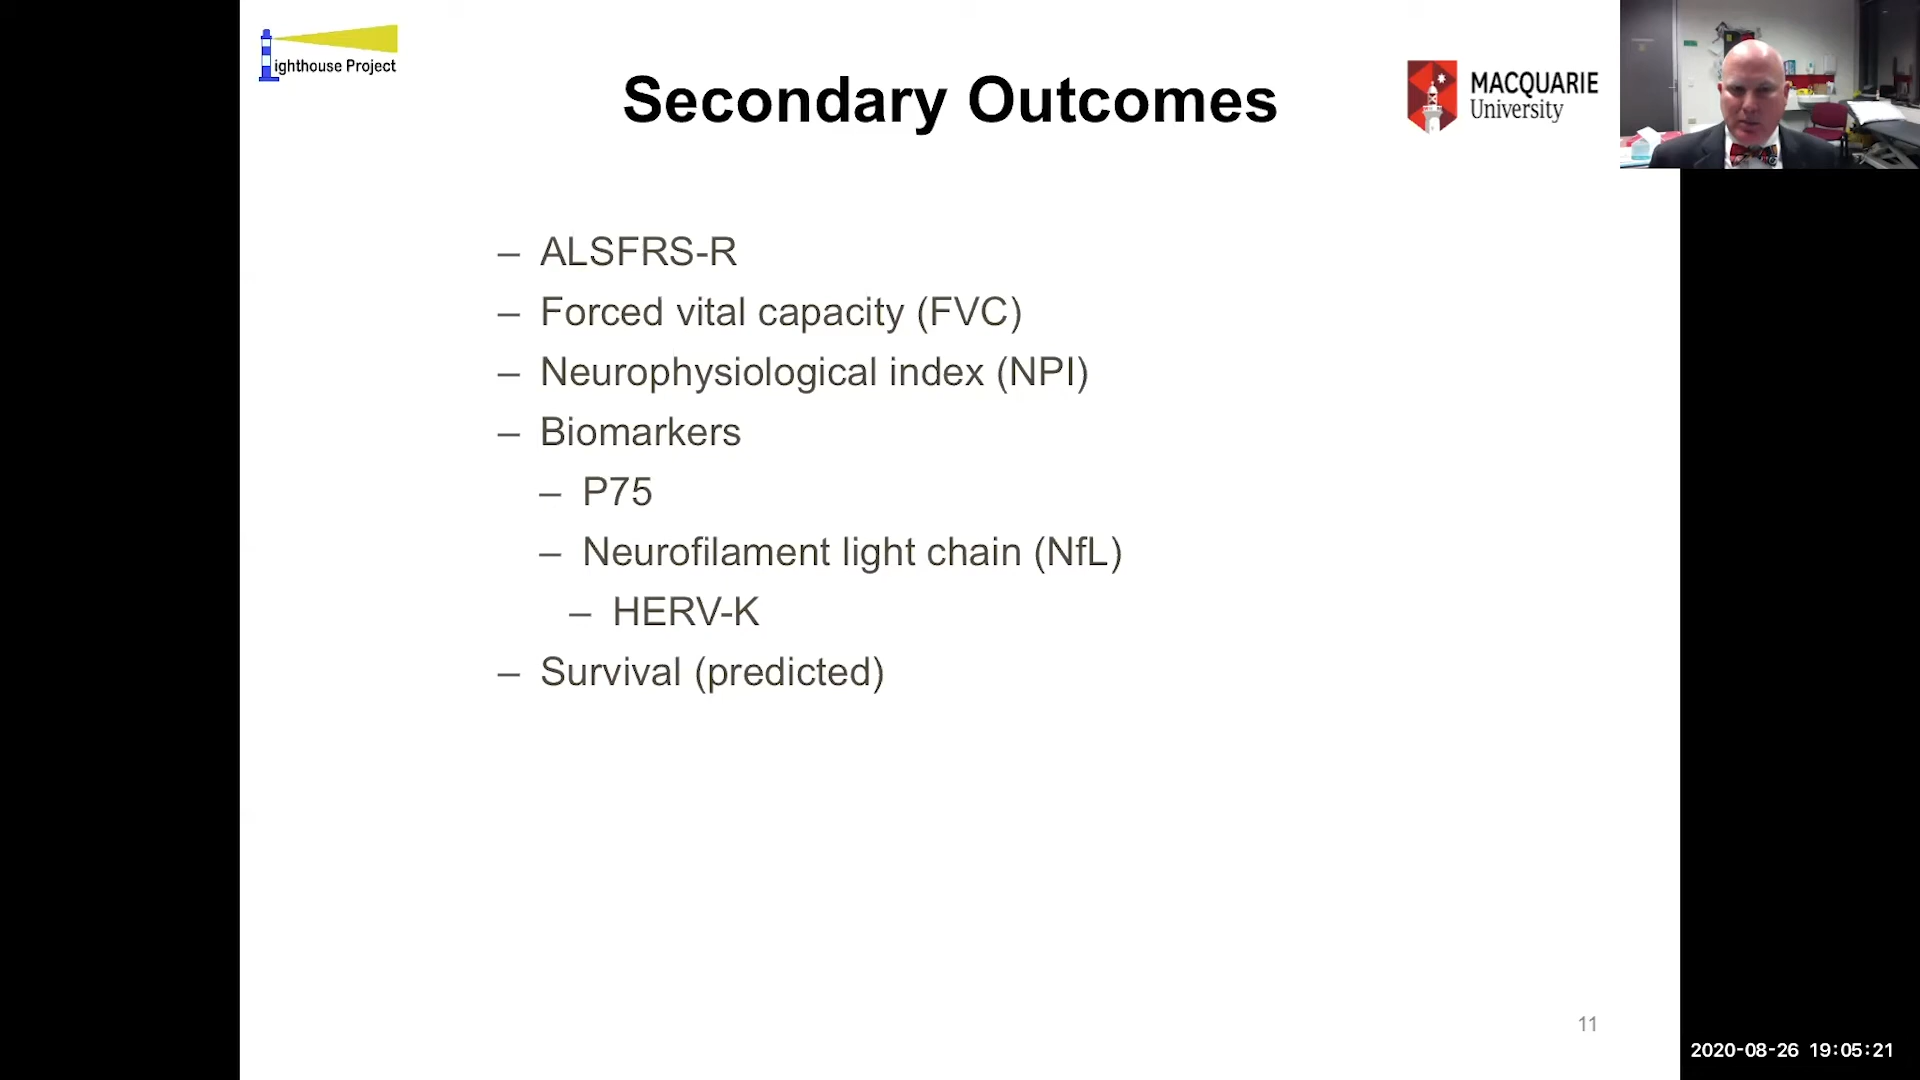 ighthouse Project
Secondary Outcomes
MACQUARIE
University
– ALSFRS-R
– Forced vital capacity (FVC)
– Neurophysiological index (NPI)
– Biomarkers
– P75
– Neurofilament light chain (NfL)
– HERV-K
– Survival (predicted)
11
2020-08-26 19:05:21